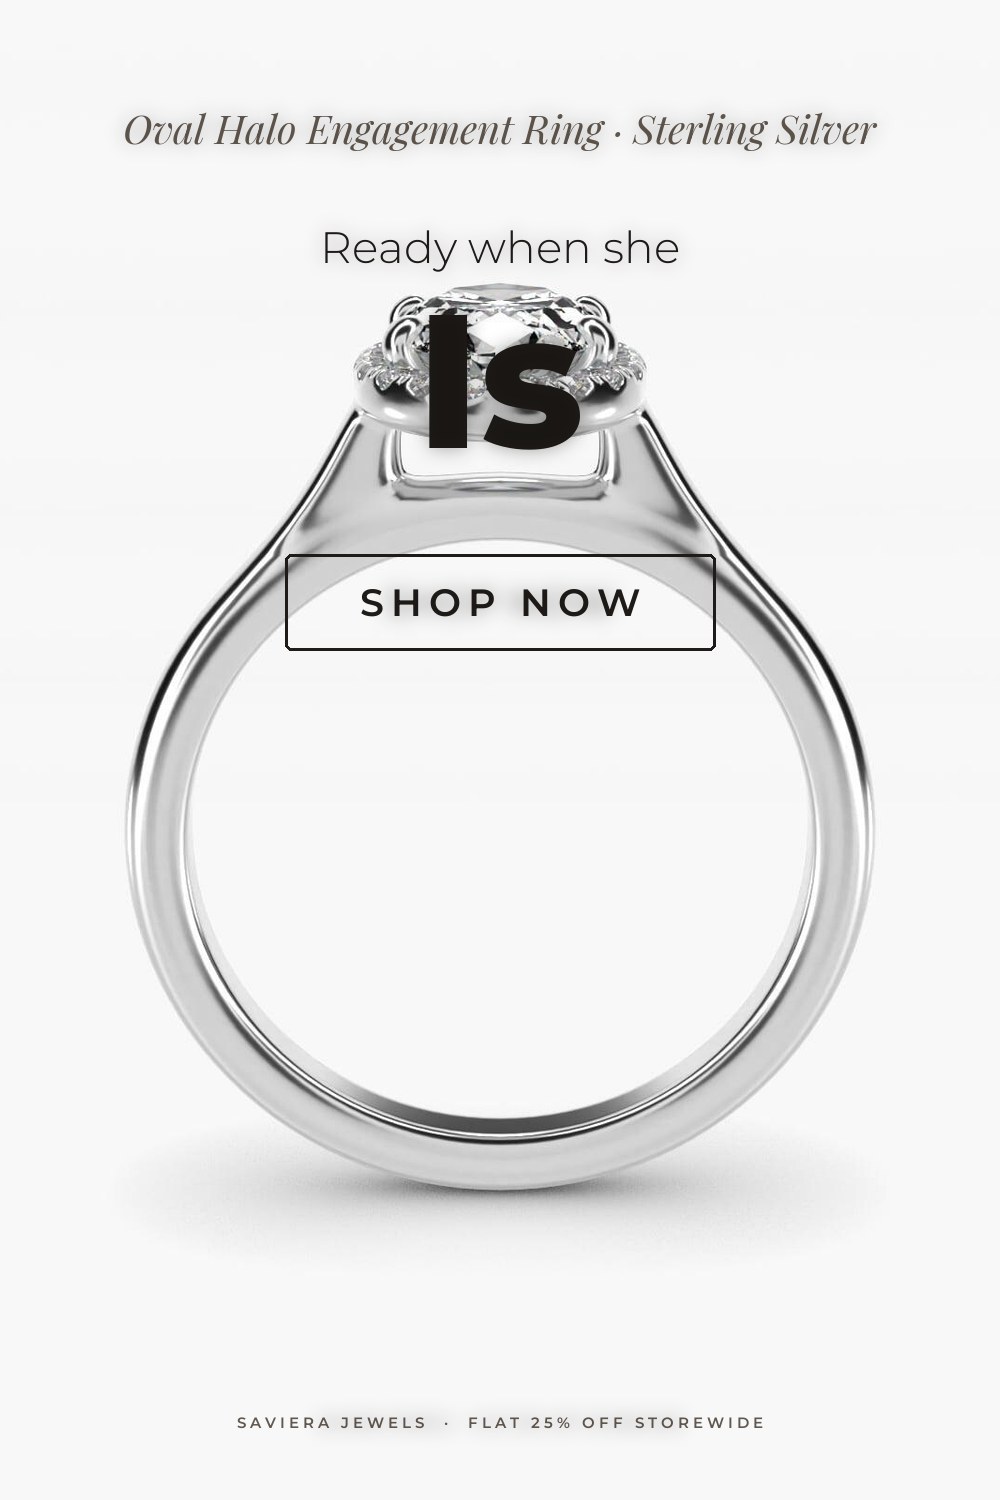 Oval Halo Engagement Ring · Sterling Silver
Ready when she
Is
SHOP NOW
SAVIERA JEWELS · FLAT 25% OFF STOREWIDE